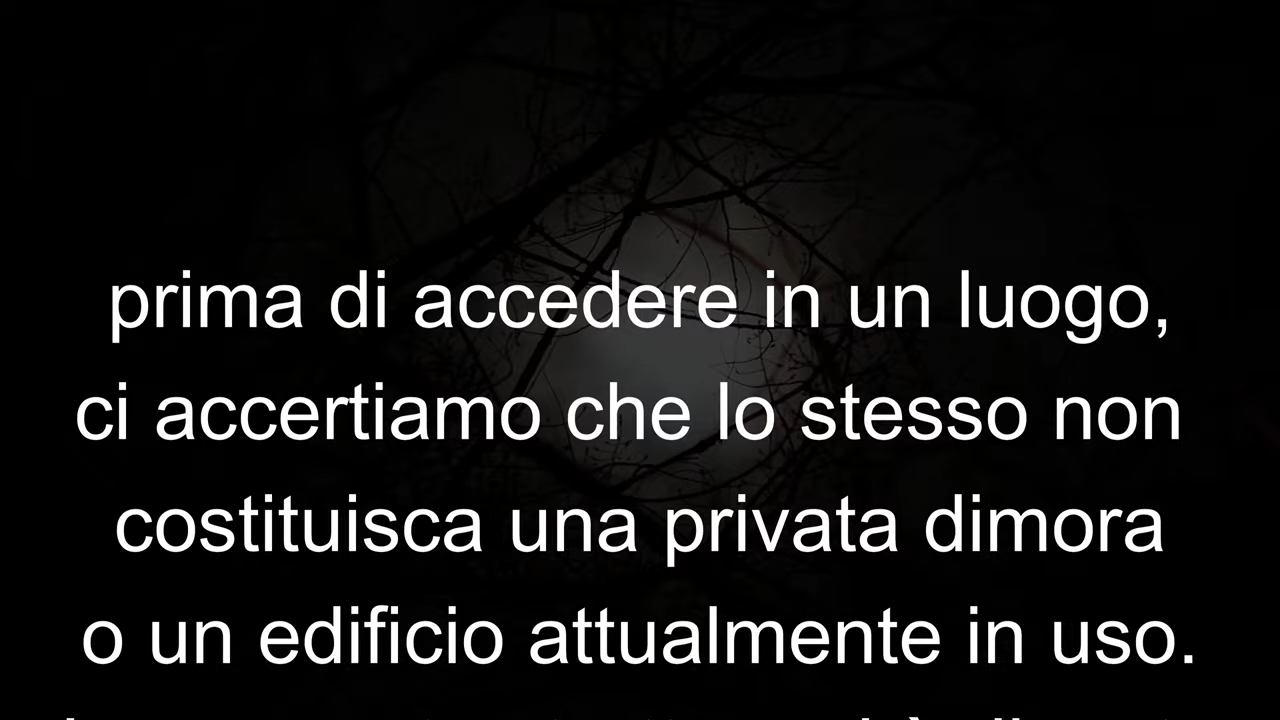 prima di accedere in un luogo,
ci accertiamo che lo stesso non
costituisca una privata dimora
o un edificio attualmente in uso.